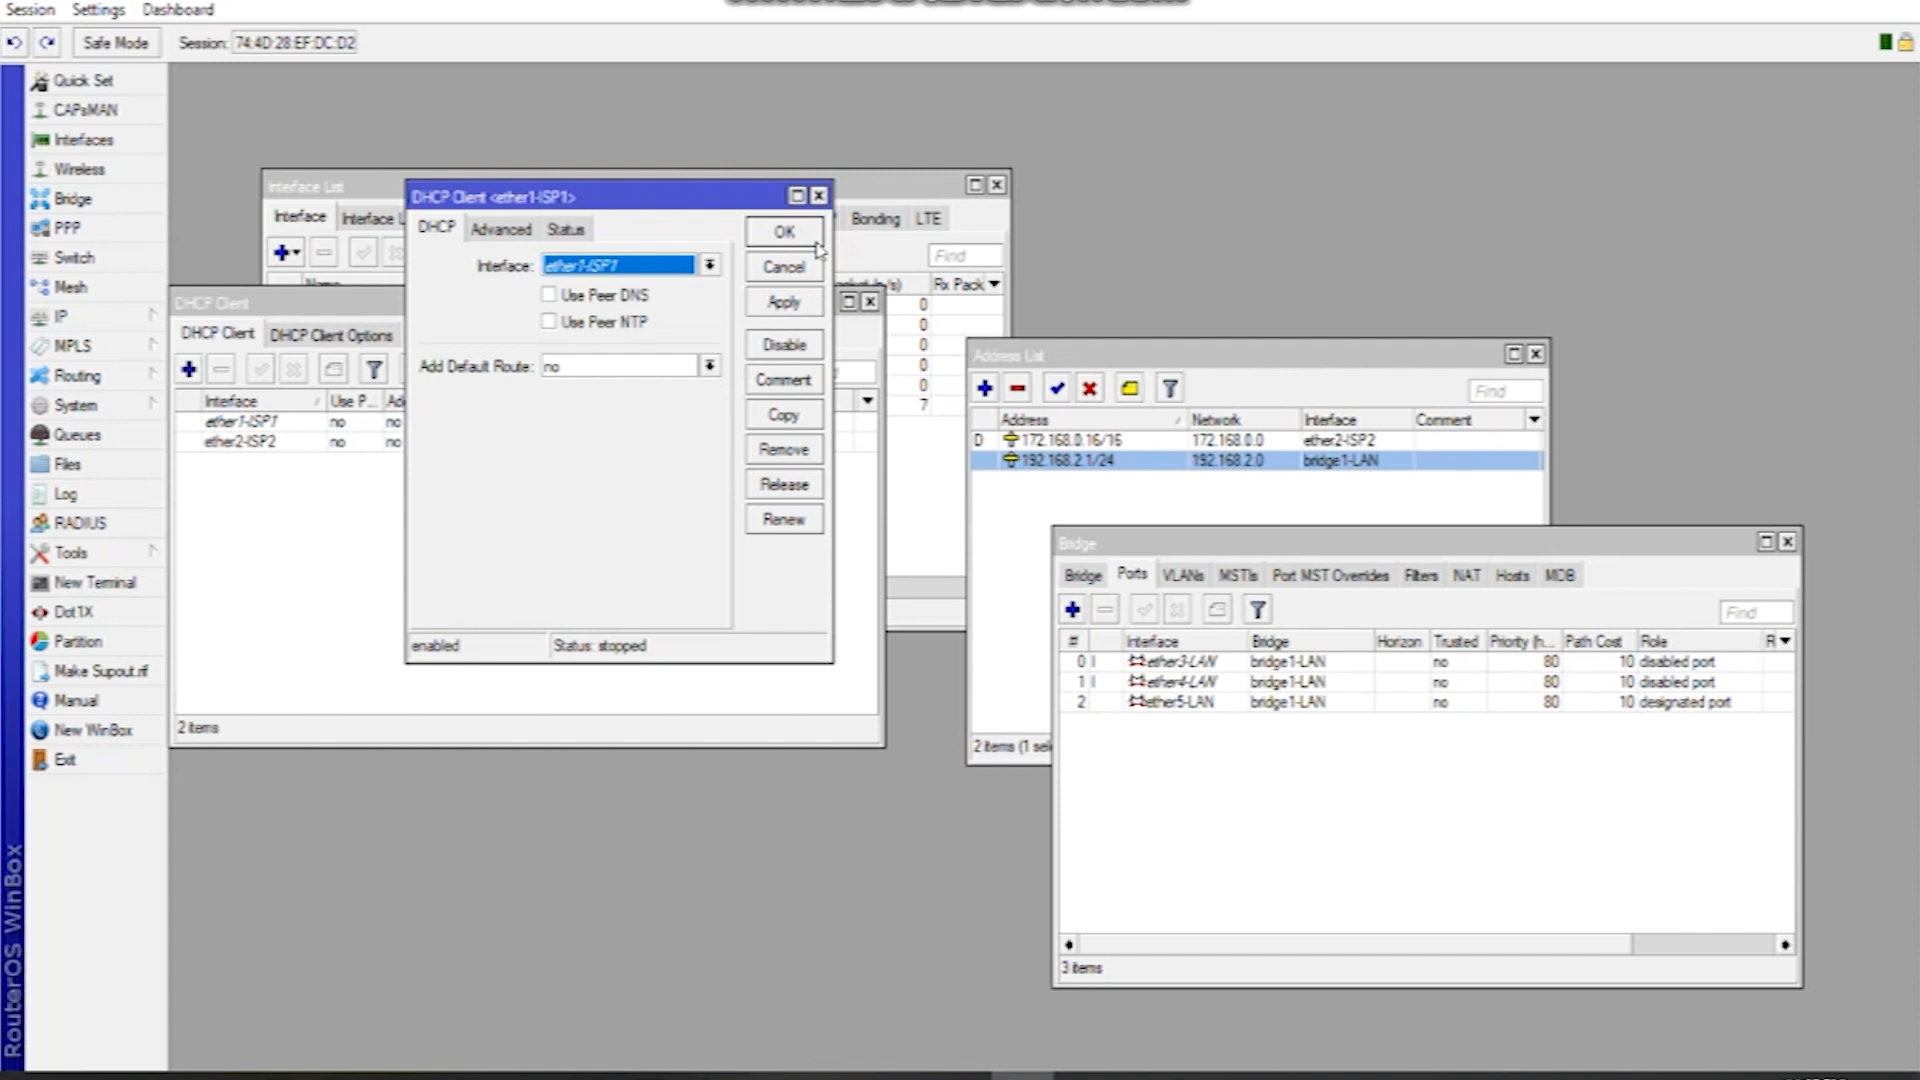 Session Settings Dashboard
Safe Mode Session: 74:4D:28:EF:DC:D2
Quick Set
CAPsMAN
Interfaces
Wireless
Bridge
PPP
Switch
Mesh
IP
MPLS
Routing
System
Queues
Files
Log
RADIUS
Tools
New Terminal
Dot1X
Partition
Make Supout.rif
Manual
New WinBox
Exit
RouterOS WinBox
Interface List
Interface Interface L Bonding LTE
Find
Name Rx Pack
0
0
0
0
0
7
DHCP Client
DHCP Client DHCP Client Options
Interface Use P... Ad
ether1-ISP1 no no
ether2-ISP2 no no
2 items
DHCP Client <ether1-ISP1>
DHCP Advanced Status
Interface: ether1-ISP1
Use Peer DNS
Use Peer NTP
Add Default Route: no
OK
Cancel
Apply
Disable
Comment
Copy
Remove
Release
Renew
enabled Status: stopped
Address List
Find
Address Network Interface Comment
D 172.168.0.16/16 172.168.0.0 ether2-ISP2
192.168.2.1/24 192.168.2.0 bridge1-LAN
2 items (1 sel
Bridge
Bridge Ports VLANs MSTIs Port MST Overrides Filters NAT Hosts MDB
Find
# Interface Bridge Horizon Trusted Priority (h... Path Cost Role R
0 I ether3-LAN bridge1-LAN no 80 10 disabled port
1 I ether4-LAN bridge1-LAN no 80 10 disabled port
2 ether5-LAN bridge1-LAN no 80 10 designated port
3 items